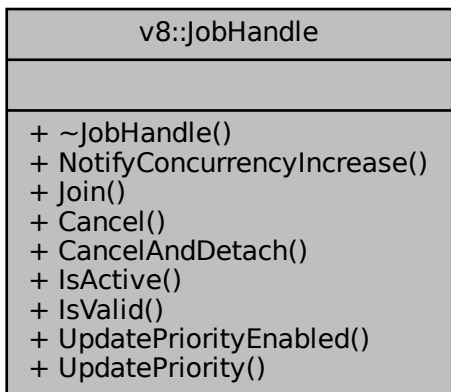 v8::JobHandle
+ ~JobHandle()
+ NotifyConcurrencyIncrease()
+ Join()
+ Cancel()
+ CancelAndDetach()
+ IsActive()
+ IsValid()
+ UpdatePriorityEnabled()
+ UpdatePriority()